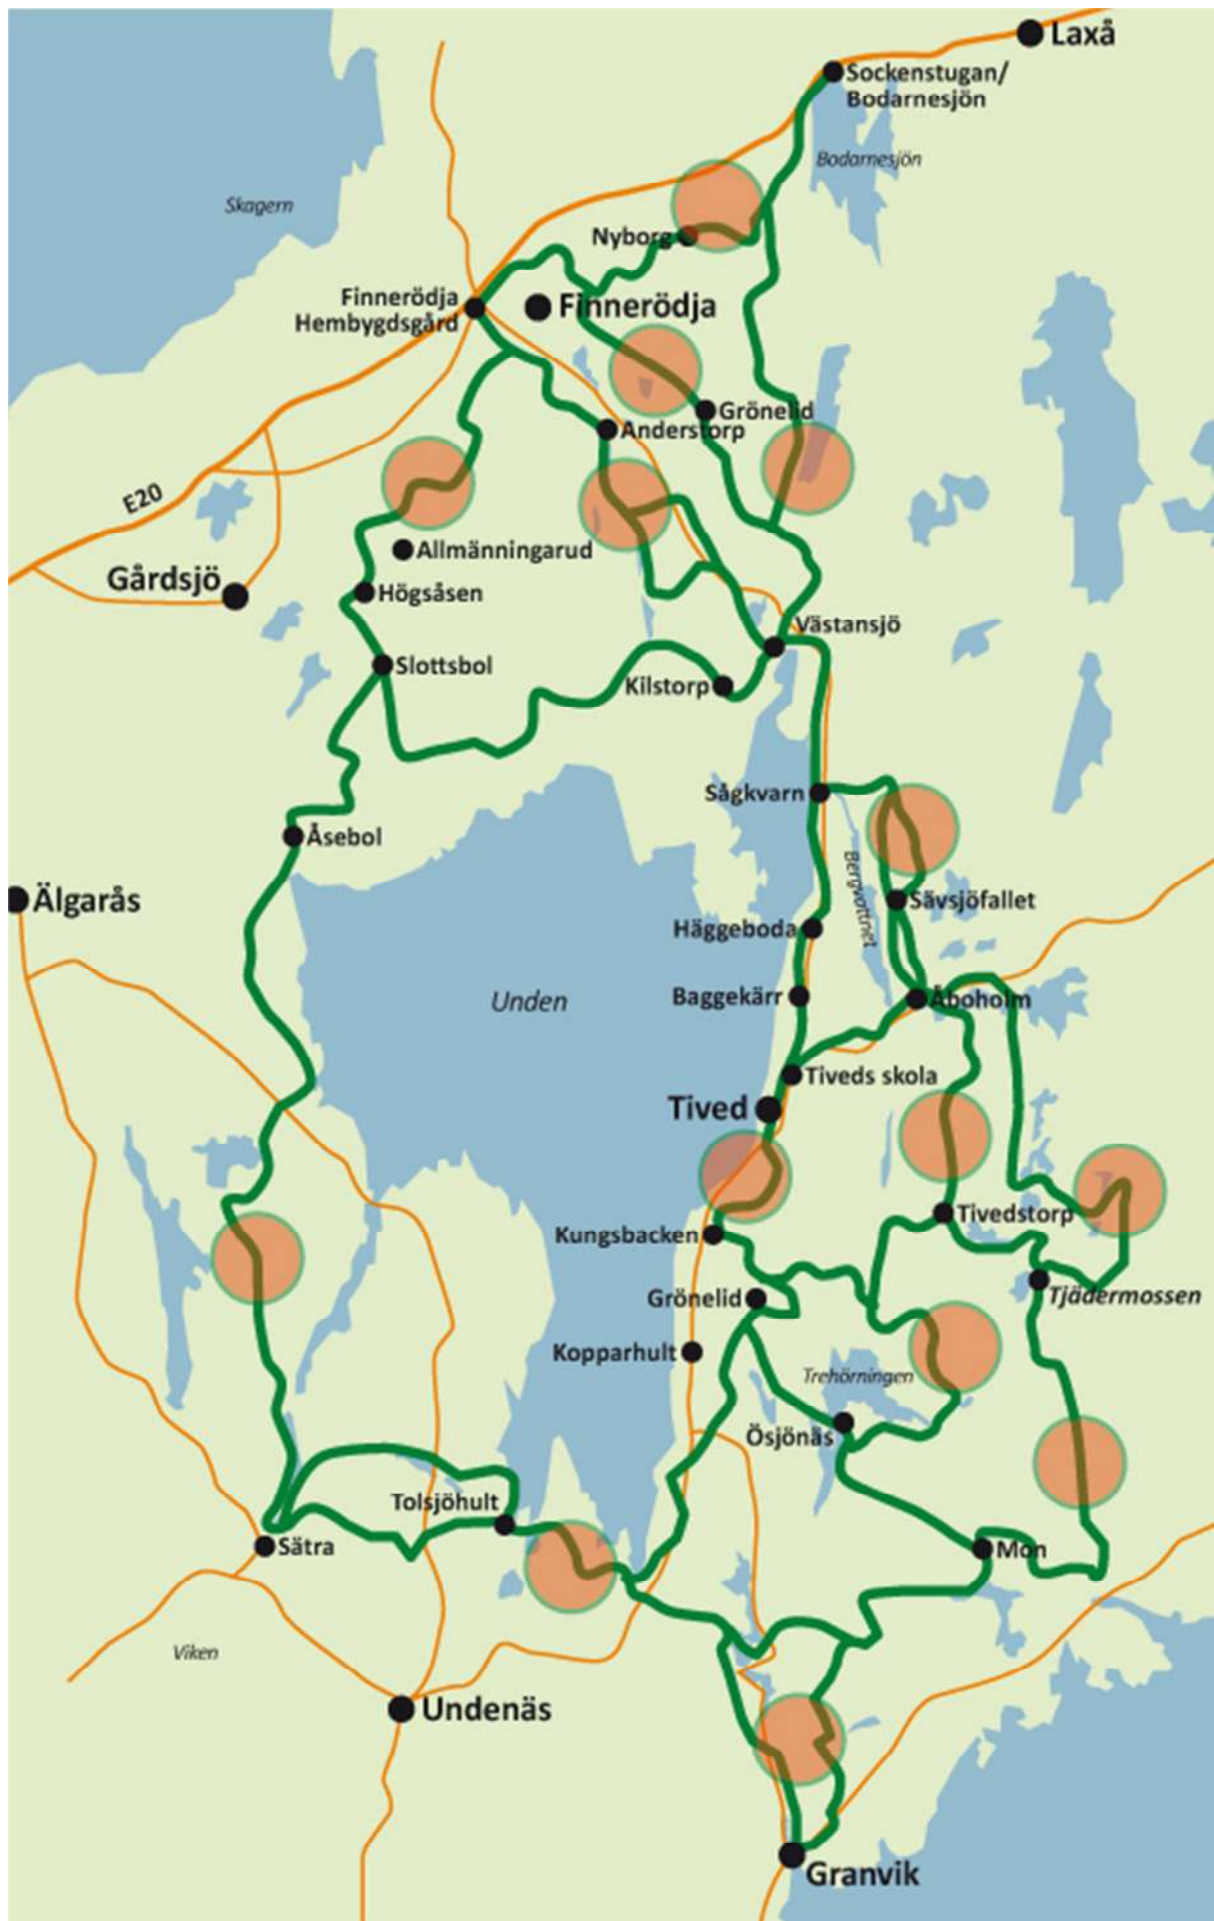 Laxå
Sockenstugan/
Bodarnesjön
Bodarnesjön
Skagern
Nyborg
Finnerödja
Hembygdsgård
Finnerödja
Grönelid
Anderstorp
E20
Allmänningarud
Gårdsjö
Högsåsen
Västansjö
Slottsbol
Kilstorp
Sågkvarn
Åsebol
Bergvattnet
Älgarås
Sävsjöfallet
Häggeboda
Unden
Baggekärr
Åboholm
Tiveds skola
Tived
Tivedstorp
Kungsbacken
Grönelid
Tjädermossen
Kopparhult
Trehörningen
Ösjönäs
Tolsjöhult
Sätra
Mon
Viken
Undenäs
Granvik